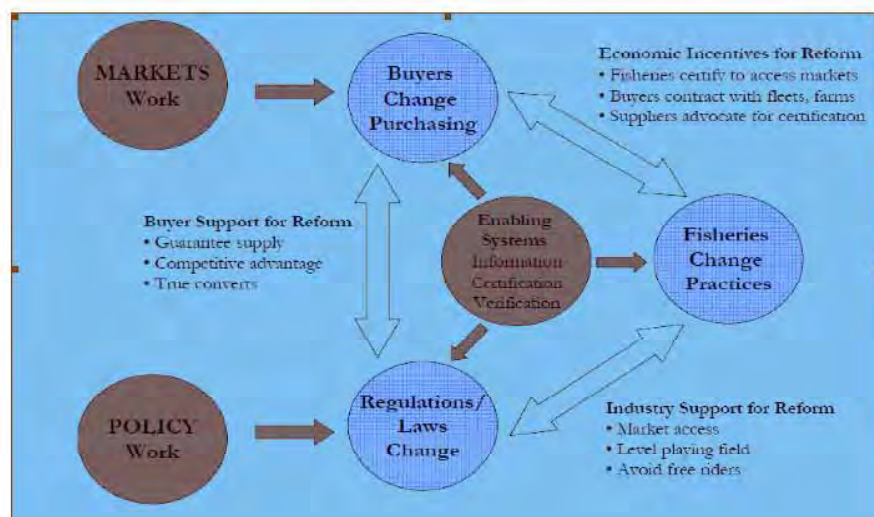 MARKETS
Work
Buyers
Change
Purchasing
Economic Incentives for Reform
• Fisheries certify to access markets
• Buyers contract with fleets, farms
• Suppliers advocate for certification
Buyer Support for Reform
• Guarantee supply
• Competitive advantage
• True converts
Enabling
Systems
Information
Certification
Verification
Fisheries
Change
Practices
POLICY
Work
Regulations/
Laws
Change
Industry Support for Reform
• Market access
• Level playing field
• Avoid free riders